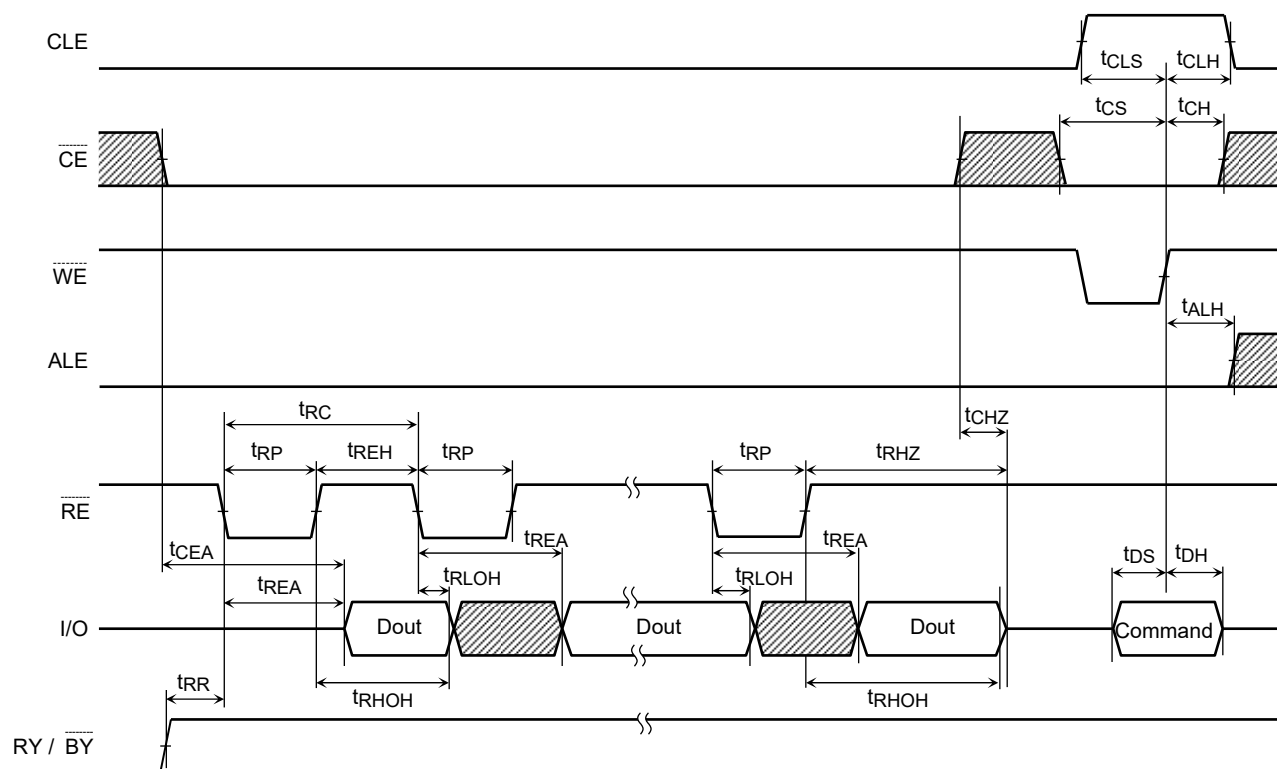 CLE
tCLS tCLH
tCS tCH
CE
WE
tALH
ALE
tRC
tCHZ
tRP tREH tRP tRP tRHZ
RE
tCEA tREA tREA tDS tDH
tREA tRLOH tRLOH
I/O Dout Dout Dout Command
tRR tRHOH tRHOH
RY / BY